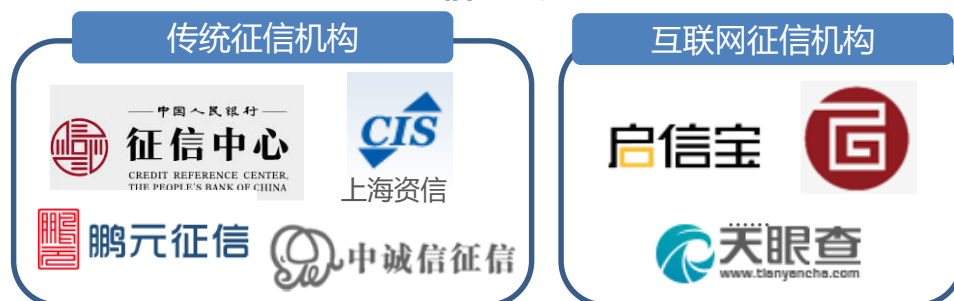 传统征信机构
互联网征信机构
中国人民银行
征信中心
CREDIT REFERENCE CENTER,
THE PEOPLE'S BANK OF CHINA
CIS
上海资信
鹏元征信
中诚信征信
启信宝
天眼查
www.tianyancha.com